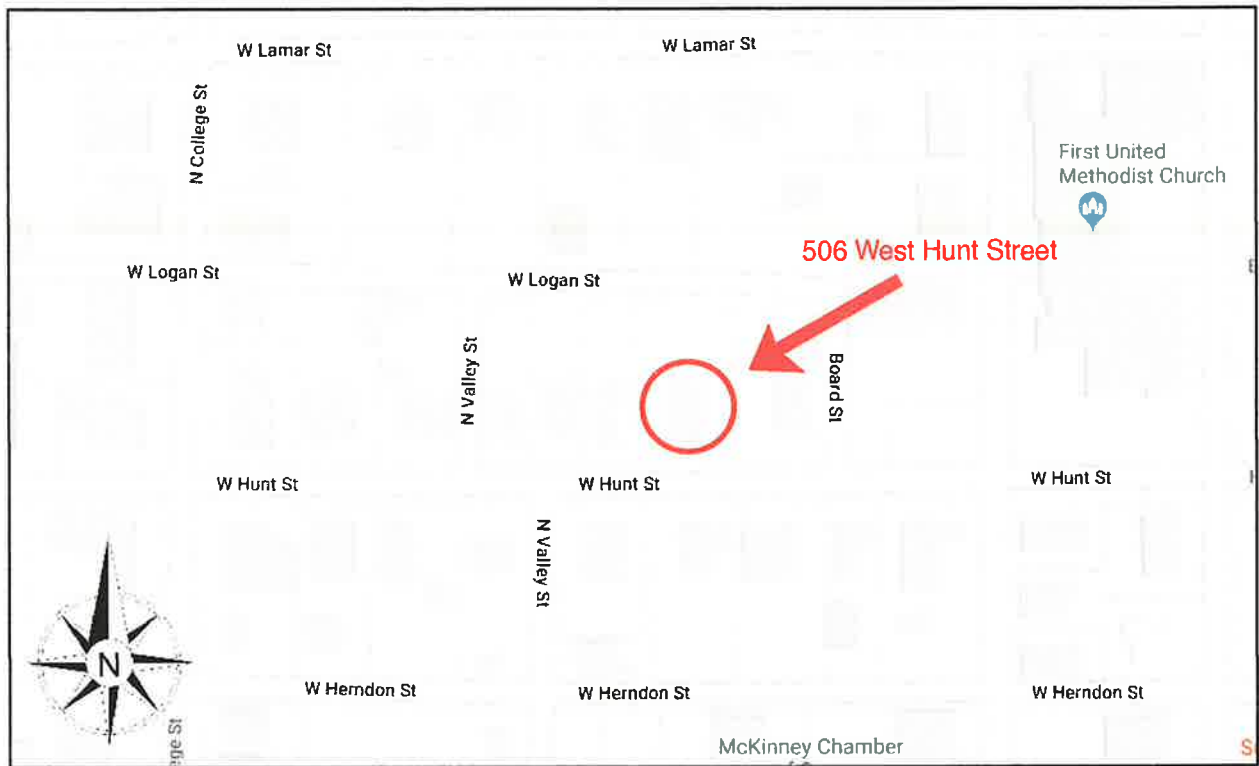 W Lamar St
W Lamar St
N College St
First United
Methodist Church
506 West Hunt Street
W Logan St
W Logan St
N Valley St
Board St
W Hunt St
W Hunt St
W Hunt St
N Valley St
N
W Herndon St
W Herndon St
W Herndon St
ege St
McKinney Chamber